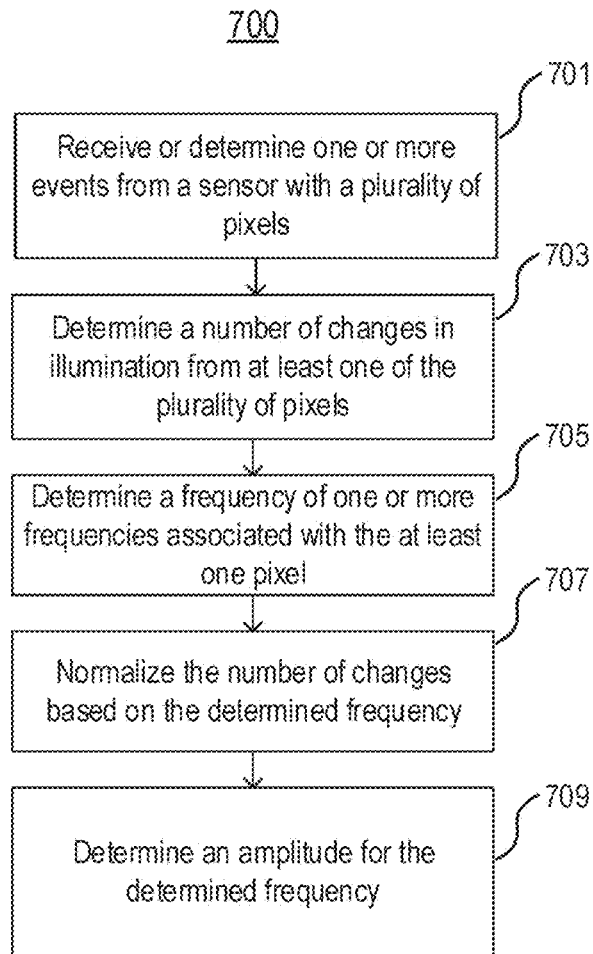 700
701
Receive or determine one or more
events from a sensor with a plurality of
pixels
703
Determine a number of changes in
illumination from at least one of the
plurality of pixels
705
Determine a frequency of one or more
frequencies associated with the at least
one pixel
707
Normalize the number of changes
based on the determined frequency
709
Determine an amplitude for the
determined frequency